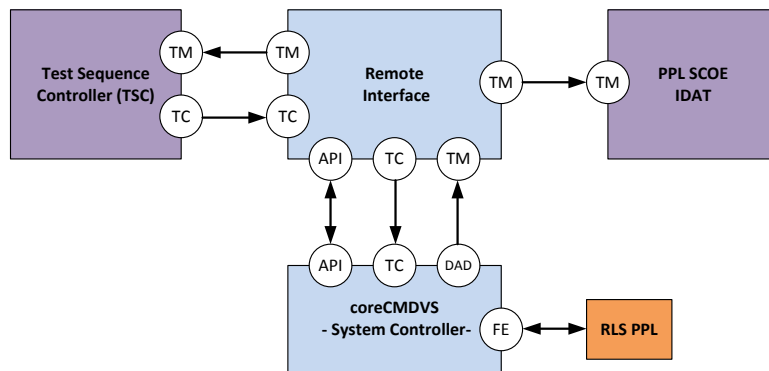 TM
TM
Test Sequence
Controller (TSC)
Remote
Interface
TM
TM
PPL SCOE
IDAT
TC
TC
API
TC
TM
API
TC
DAD
coreCMDVS
- System Controller-
FE
RLS PPL